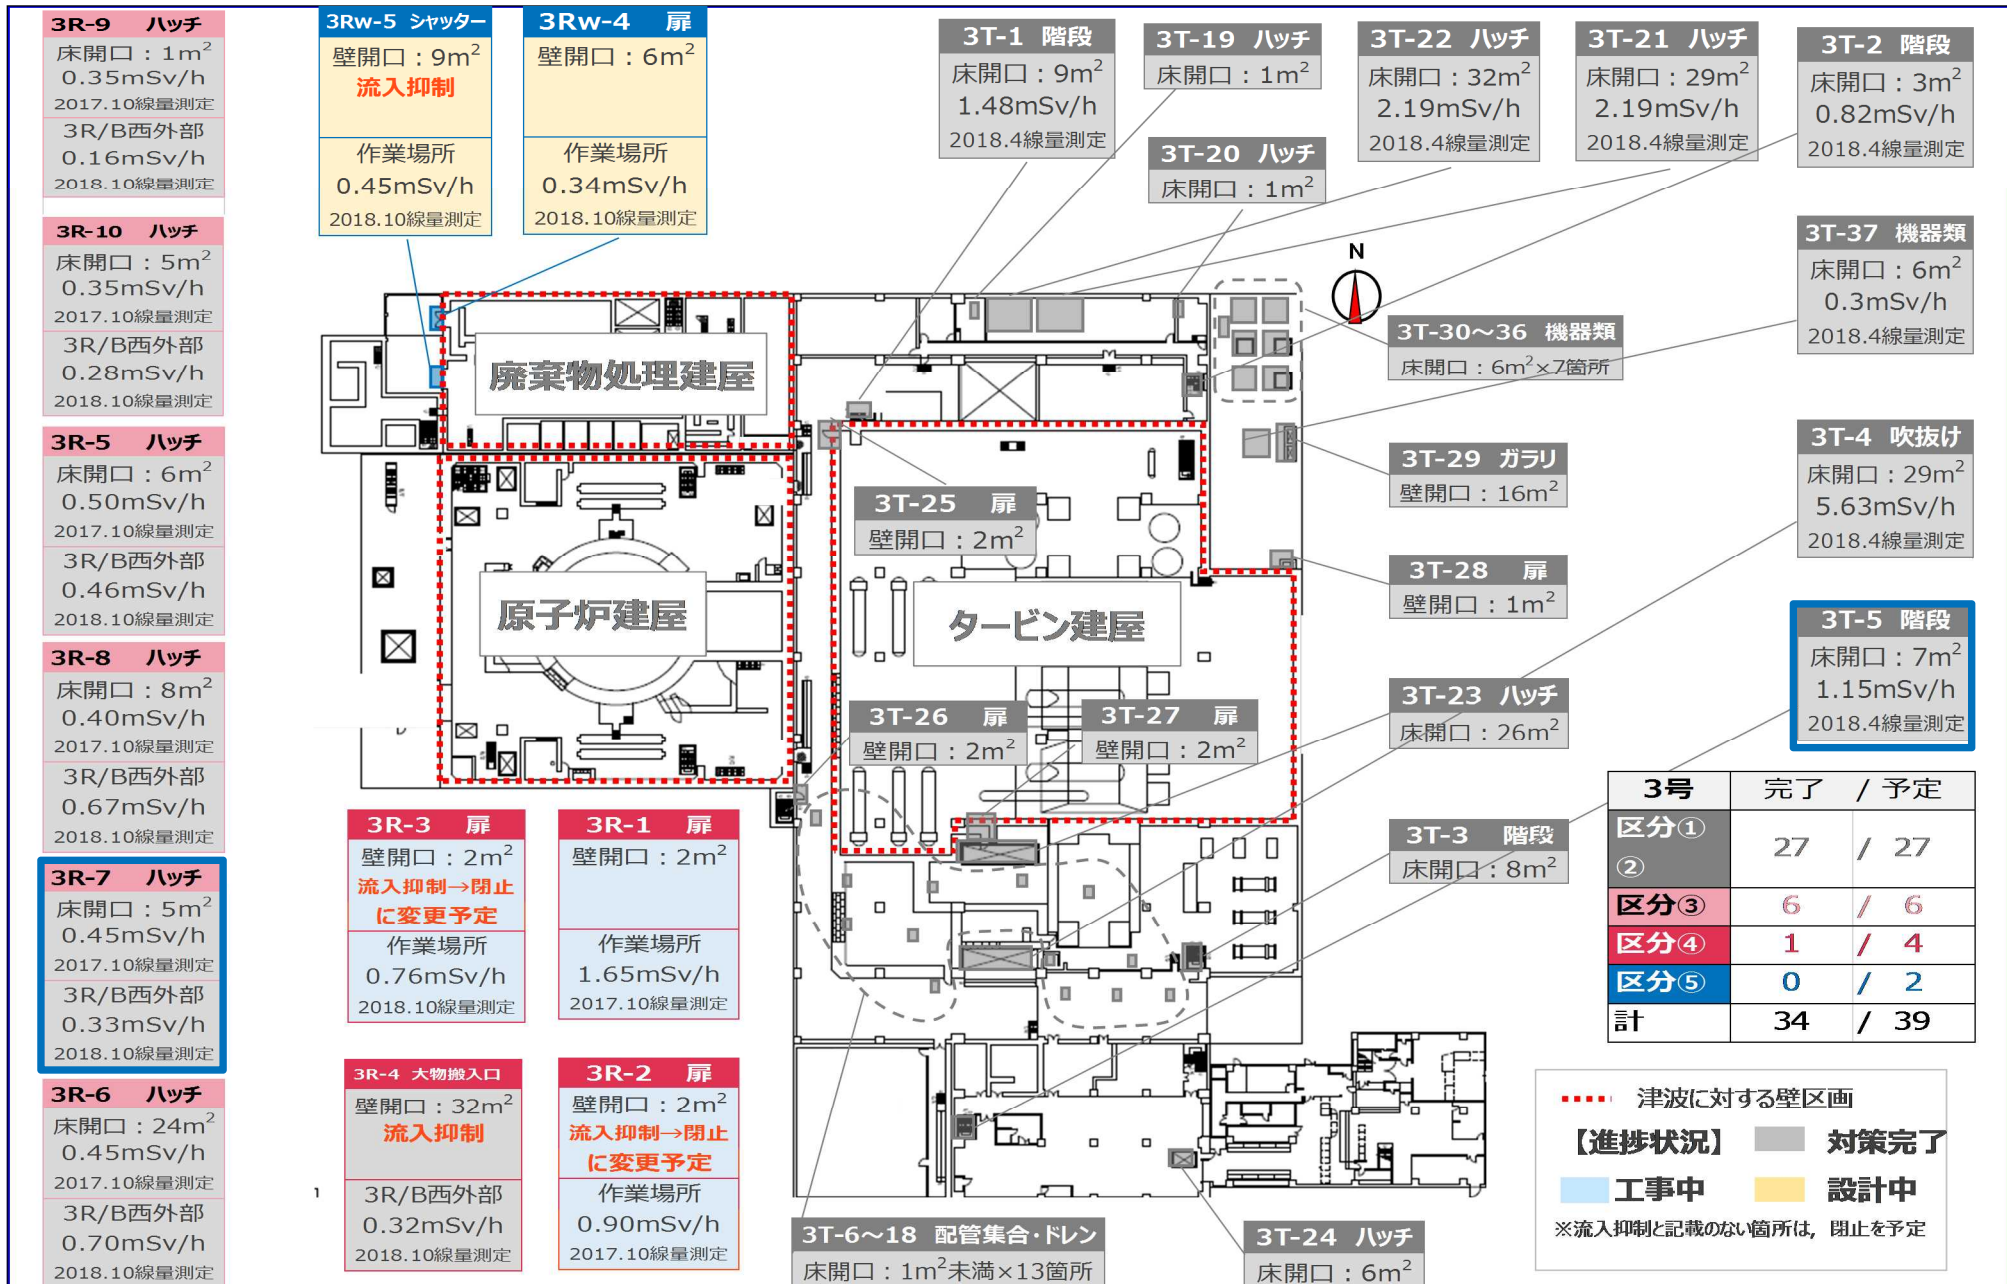 3R-9 ハッチ
床開口：1m²
0.35mSv/h
2017.10線量測定
3R/B西外部
0.16mSv/h
2018.10線量測定
3R-10 ハッチ
床開口：5m²
0.35mSv/h
2017.10線量測定
3R/B西外部
0.28mSv/h
2018.10線量測定
3R-5 ハッチ
床開口：6m²
0.50mSv/h
2017.10線量測定
3R/B西外部
0.46mSv/h
2018.10線量測定
3R-8 ハッチ
床開口：8m²
0.40mSv/h
2017.10線量測定
3R/B西外部
0.67mSv/h
2018.10線量測定
3R-7 ハッチ
床開口：5m²
0.45mSv/h
2017.10線量測定
3R/B西外部
0.33mSv/h
2018.10線量測定
3R-6 ハッチ
床開口：24m²
0.45mSv/h
2017.10線量測定
3R/B西外部
0.70mSv/h
2018.10線量測定
3Rw-5 シャッター
壁開口：9m²
流入抑制
作業場所
0.45mSv/h
2018.10線量測定
3Rw-4 扉
壁開口：6m²
作業場所
0.34mSv/h
2018.10線量測定
3T-1 階段
床開口：9m²
1.48mSv/h
2018.4線量測定
3T-19 ハッチ
床開口：1m²
3T-20 ハッチ
床開口：1m²
3T-22 ハッチ
床開口：32m²
2.19mSv/h
2018.4線量測定
3T-21 ハッチ
床開口：29m²
2.19mSv/h
2018.4線量測定
3T-2 階段
床開口：3m²
0.82mSv/h
2018.4線量測定
3T-37 機器類
床開口：6m²
0.3mSv/h
2018.4線量測定
N
3T-30～36 機器類
床開口：6m²×7箇所
廃棄物処理建屋
3T-25 扉
壁開口：2m²
3T-29 ガラリ
壁開口：16m²
3T-4 吹抜け
床開口：29m²
5.63mSv/h
2018.4線量測定
3T-28 扉
壁開口：1m²
原子炉建屋
タービン建屋
3T-5 階段
床開口：7m²
1.15mSv/h
2018.4線量測定
3T-26 扉
壁開口：2m²
3T-27 扉
壁開口：2m²
3T-23 ハッチ
床開口：26m²
3T-3 階段
床開口：8m²
3R-3 扉
壁開口：2m²
流入抑制→閉止
に変更予定
作業場所
0.76mSv/h
2018.10線量測定
3R-1 扉
壁開口：2m²
作業場所
1.65mSv/h
2017.10線量測定
3R-4 大物搬入口
壁開口：32m²
流入抑制
3R/B西外部
0.32mSv/h
2018.10線量測定
3R-2 扉
壁開口：2m²
流入抑制→閉止
に変更予定
作業場所
0.90mSv/h
2017.10線量測定
3T-6～18 配管集合・ドレン
床開口：1m²未満×13箇所
3T-24 ハッチ
床開口：6m²
3号 完了 / 予定
区分①
② 27 / 27
区分③ 6 / 6
区分④ 1 / 4
区分⑤ 0 / 2
計 34 / 39
津波に対する壁区画
【進捗状況】 対策完了
工事中 設計中
※流入抑制と記載のない箇所は，閉止を予定